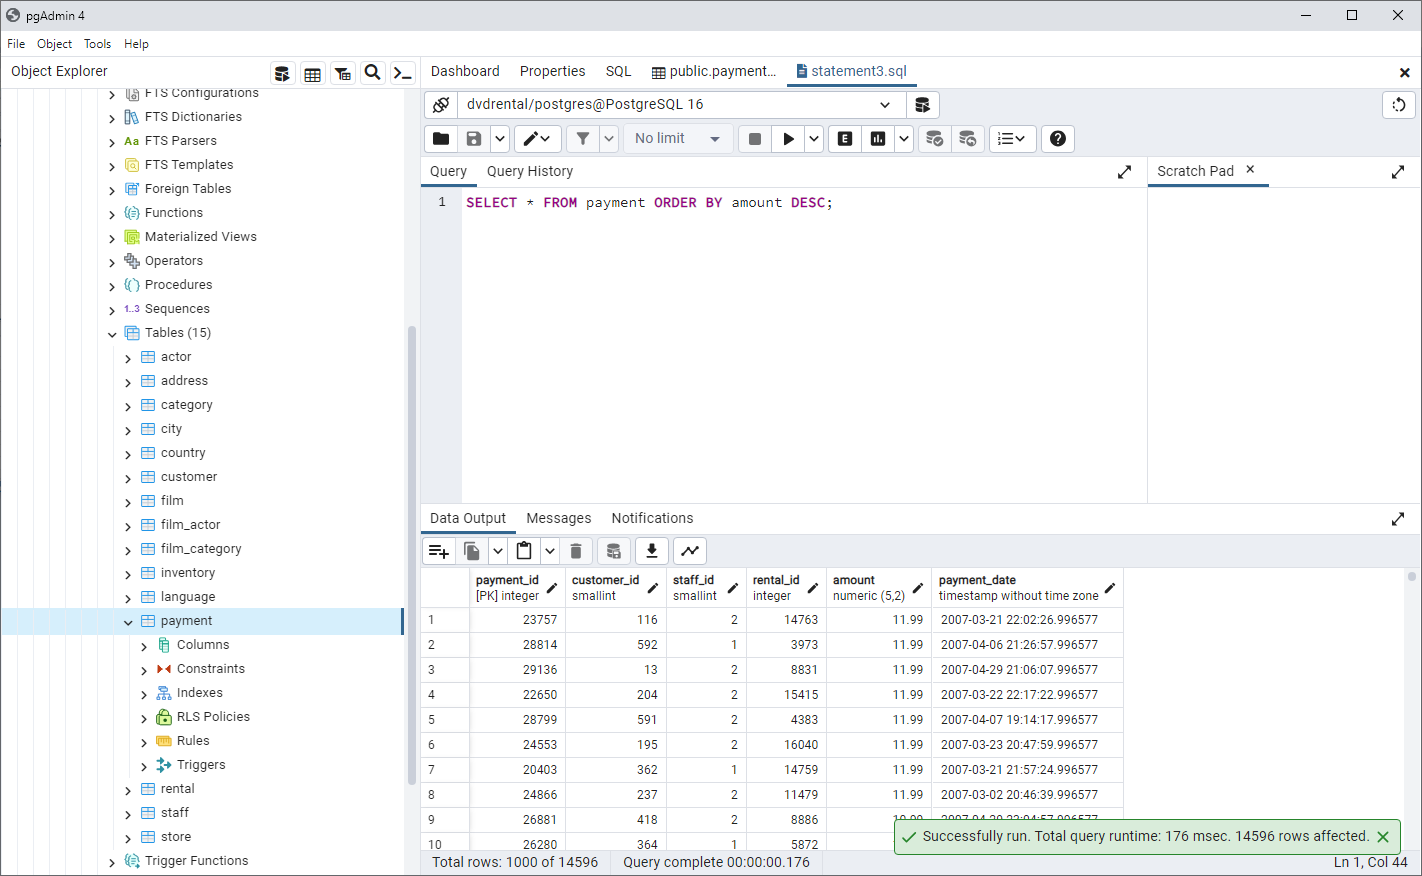 pgAdmin 4
File Object Tools Help
Object Explorer
FTS Configurations
FTS Dictionaries
Aa FTS Parsers
FTS Templates
Foreign Tables
Functions
Materialized Views
Operators
Procedures
1..3 Sequences
Tables (15)
actor
address
category
city
country
customer
film
film_actor
film_category
inventory
language
payment
Columns
Constraints
Indexes
RLS Policies
Rules
Triggers
rental
staff
store
Trigger Functions
Dashboard Properties SQL public.payment... statement3.sql
dvdrental/postgres@PostgreSQL 16
No limit E
Query Query History
Scratch Pad
1 SELECT * FROM payment ORDER BY amount DESC;
Data Output Messages Notifications
payment_id customer_id staff_id rental_id amount payment_date
[PK] integer smallint smallint integer numeric (5,2) timestamp without time zone
1 23757 116 2 14763 11.99 2007-03-21 22:02:26.996577
2 28814 592 1 3973 11.99 2007-04-06 21:26:57.996577
3 29136 13 2 8831 11.99 2007-04-29 21:06:07.996577
4 22650 204 2 15415 11.99 2007-03-22 22:17:22.996577
5 28799 591 2 4383 11.99 2007-04-07 19:14:17.996577
6 24553 195 2 16040 11.99 2007-03-23 20:47:59.996577
7 20403 362 1 14759 11.99 2007-03-21 21:57:24.996577
8 24866 237 2 11479 11.99 2007-03-02 20:46:39.996577
9 26881 418 2 8886
10 26280 364 1 5872
Successfully run. Total query runtime: 176 msec. 14596 rows affected.
Total rows: 1000 of 14596 Query complete 00:00:00.176 Ln 1, Col 44